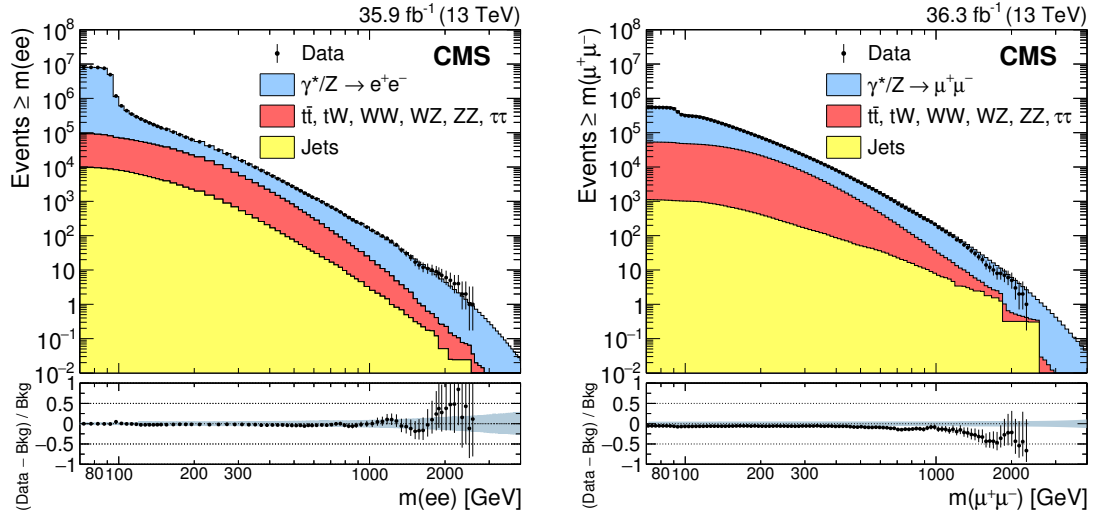 35.9 fb⁻¹ (13 TeV)
Events ≥ m(ee)
10⁸
10⁷
10⁶
10⁵
10⁴
10³
10²
10
1
10⁻¹
10⁻²
Data
CMS
γ*/Z → e⁺e⁻
tt̄, tW, WW, WZ, ZZ, ττ
Jets
(Data − Bkg) / Bkg
1
0.5
0
−0.5
−1
80 100 200 300 1000 2000
m(ee) [GeV]
36.3 fb⁻¹ (13 TeV)
Events ≥ m(μ⁺μ⁻)
10⁸
10⁷
10⁶
10⁵
10⁴
10³
10²
10
1
10⁻¹
10⁻²
Data
CMS
γ*/Z → μ⁺μ⁻
tt̄, tW, WW, WZ, ZZ, ττ
Jets
(Data − Bkg) / Bkg
1
0.5
0
−0.5
−1
80 100 200 300 1000 2000
m(μ⁺μ⁻) [GeV]